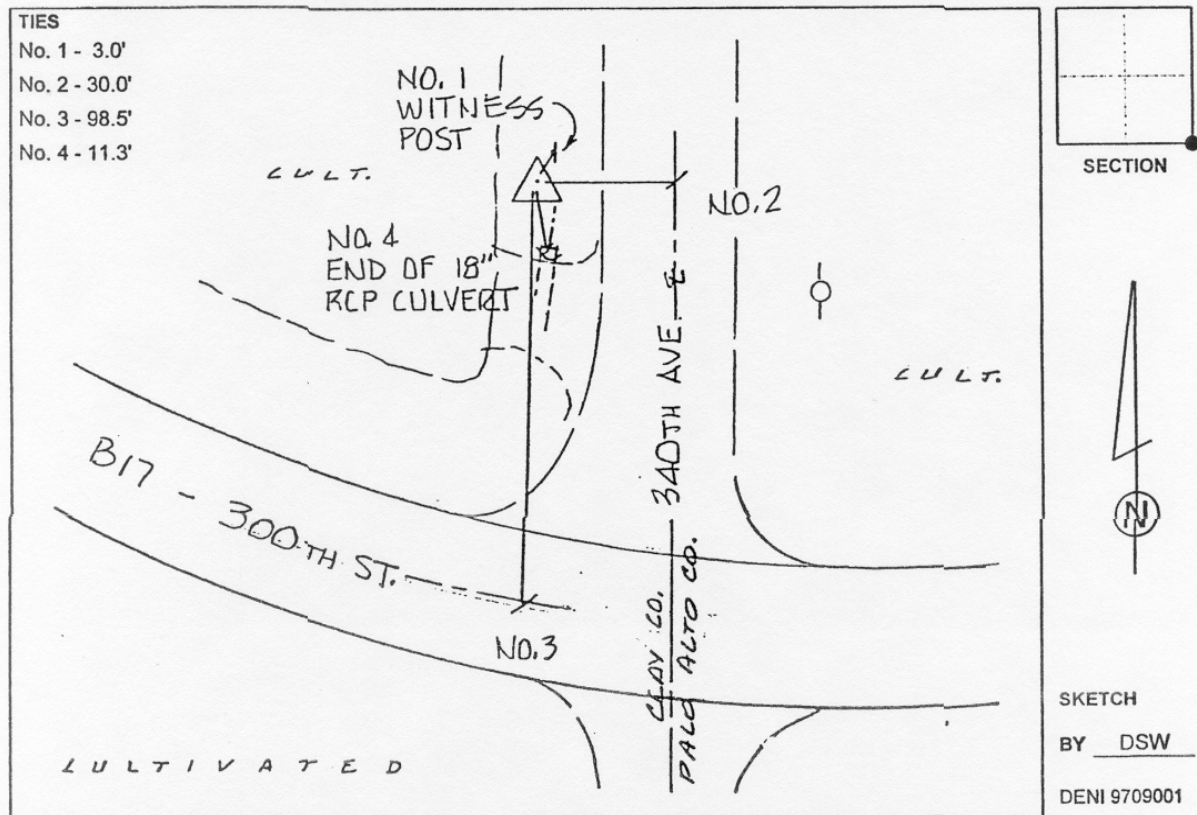 TIES
No. 1 - 3.0'
No. 2 - 30.0'
No. 3 - 98.5'
No. 4 - 11.3'
NO. 1
WITNESS
POST
CULT.
NO. 2
NO. 4
END OF 18"
RCP CULVERT
340TH AVE. ℄
CULT.
B17 - 300TH ST.
NO. 3
CLAY CO.
PALO ALTO CO.
CULTIVATED
SECTION
N
SKETCH
BY DSW
DENI 9709001